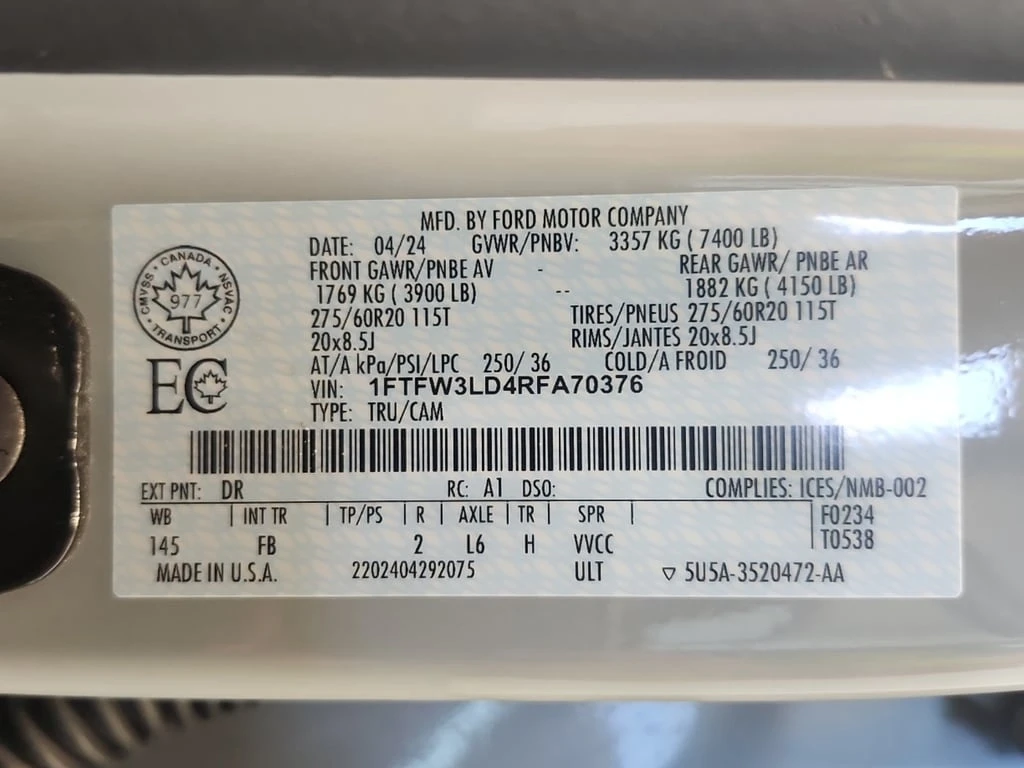 MFD. BY FORD MOTOR COMPANY
DATE: 04/24 GVWR/PNBV: 3357 KG ( 7400 LB)
FRONT GAWR/PNBE AV - REAR GAWR/ PNBE AR
1769 KG ( 3900 LB) -- 1882 KG ( 4150 LB)
275/60R20 115T TIRES/PNEUS 275/60R20 115T
20x8.5J RIMS/JANTES 20x8.5J
AT/A kPa/PSI/LPC 250/ 36 COLD/A FROID 250/ 36
VIN: 1FTFW3LD4RFA70376
TYPE: TRU/CAM
CANADA
CMVSS NSVAC
977
TRANSPORT
EC
EXT PNT: DR RC: A1 DSO: COMPLIES: ICES/NMB-002
WB | INT TR | TP/PS | R | AXLE | TR | SPR | F0234
145 FB 2 L6 H VVCC T0538
MADE IN U.S.A. 2202404292075 ULT ▽ 5U5A-3520472-AA